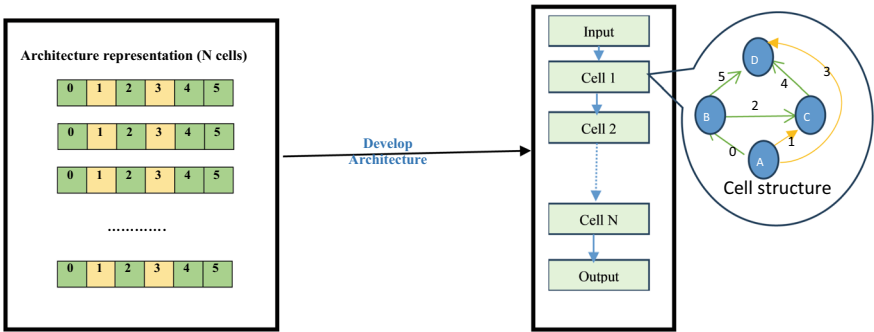 Architecture representation (N cells)
0 1 2 3 4 5
0 1 2 3 4 5
0 1 2 3 4 5
.............
0 1 2 3 4 5
Develop
Architecture
Input
Cell 1
Cell 2
Cell N
Output
D
3
5
4
B
2
C
0
1
A
Cell structure